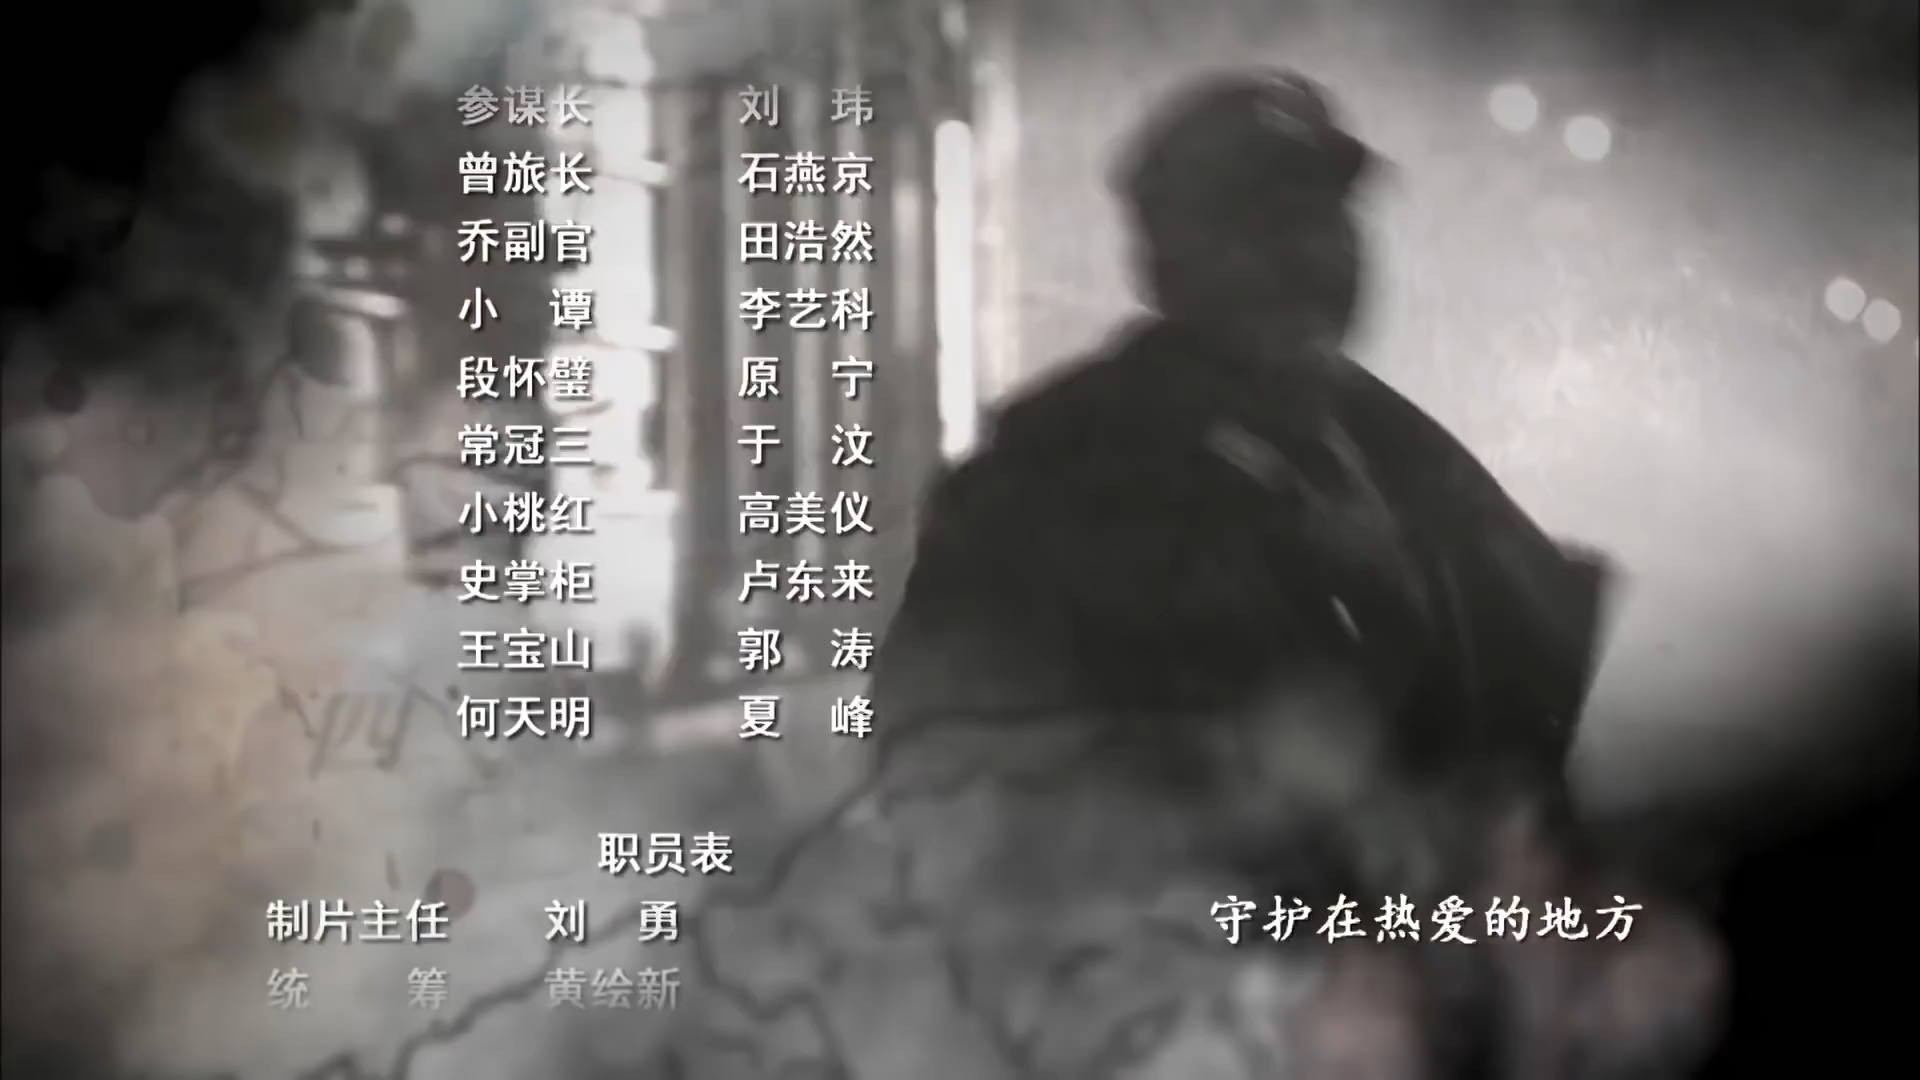 参谋长 刘玮
曾旅长 石燕京
乔副官 田浩然
小谭 李艺科
段怀璧 原宁
常冠三 于汶
小桃红 高美仪
史掌柜 卢东来
王宝山 郭涛
何天明 夏峰
职员表
制片主任 刘勇
统筹 黄绘新
守护在热爱的地方